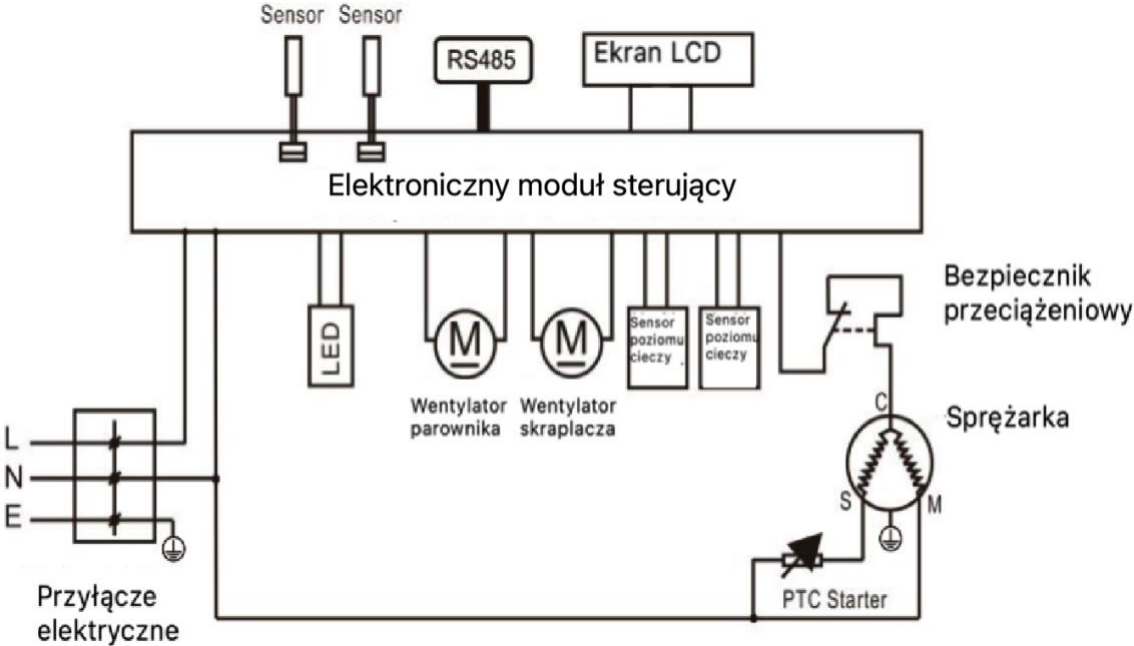 Sensor Sensor
RS485
Ekran LCD
Elektroniczny moduł sterujący
LED
M
M
Sensor
poziomu
cieczy
Sensor
poziomu
cieczy
Bezpiecznik
przeciążeniowy
Wentylator
parownika
Wentylator
skraplacza
C
Sprężarka
S
M
L
N
E
PTC Starter
Przyłącze
elektryczne